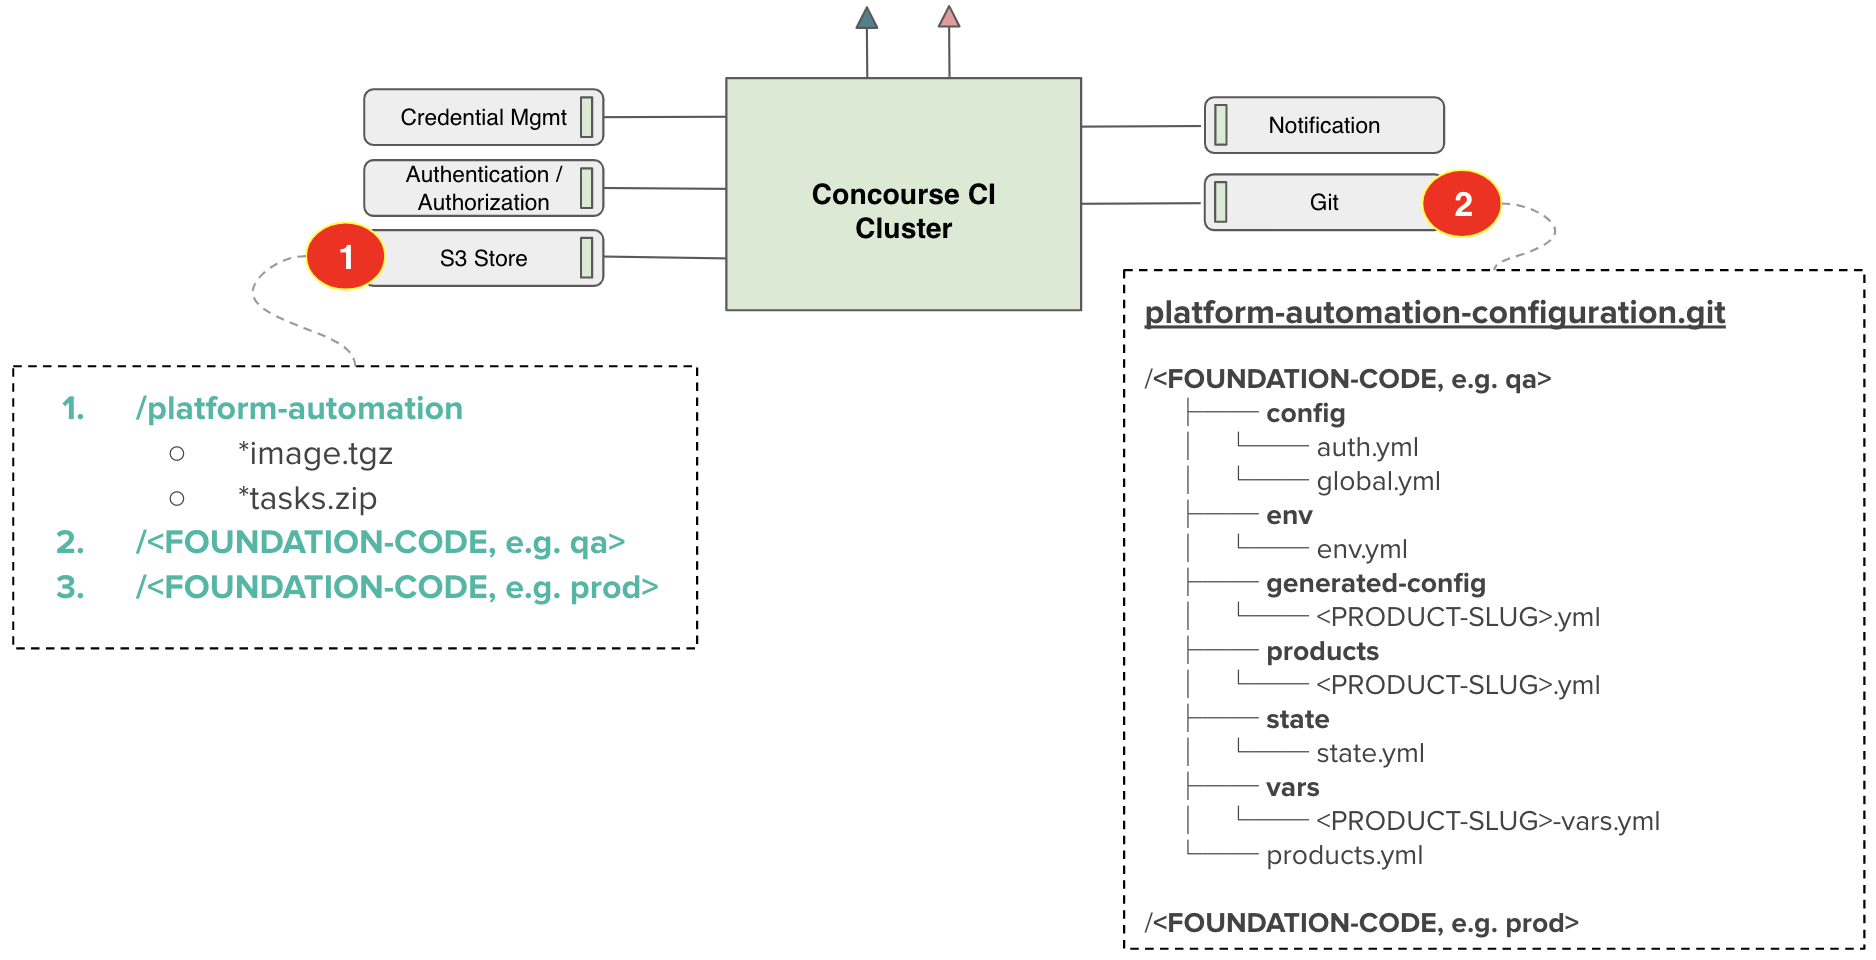 Credential Mgmt
Authentication /
Authorization
1
S3 Store
Concourse CI
Cluster
Notification
Git
2
1. /platform-automation
○ *image.tgz
○ *tasks.zip
2. /<FOUNDATION-CODE, e.g. qa>
3. /<FOUNDATION-CODE, e.g. prod>
platform-automation-configuration.git
/<FOUNDATION-CODE, e.g. qa>
├──── config
│ └──── auth.yml
│ └──── global.yml
├──── env
│ └──── env.yml
├──── generated-config
│ └──── <PRODUCT-SLUG>.yml
├──── products
│ └──── <PRODUCT-SLUG>.yml
├──── state
│ └──── state.yml
├──── vars
│ └──── <PRODUCT-SLUG>-vars.yml
└──── products.yml
/<FOUNDATION-CODE, e.g. prod>